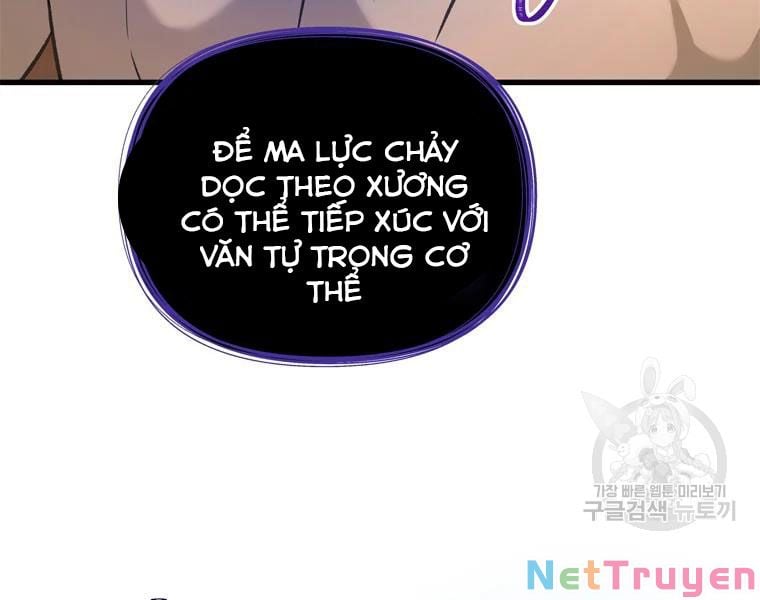 ĐỂ MA LỰC CHẢY
DỌC THEO XƯƠNG
CÓ THỂ TIẾP XÚC VỚI
VĂN TỰ TRONG CƠ
THỂ
가장 빠른 웹툰 미리보기
구글검색 뉴토끼
NetTruyen